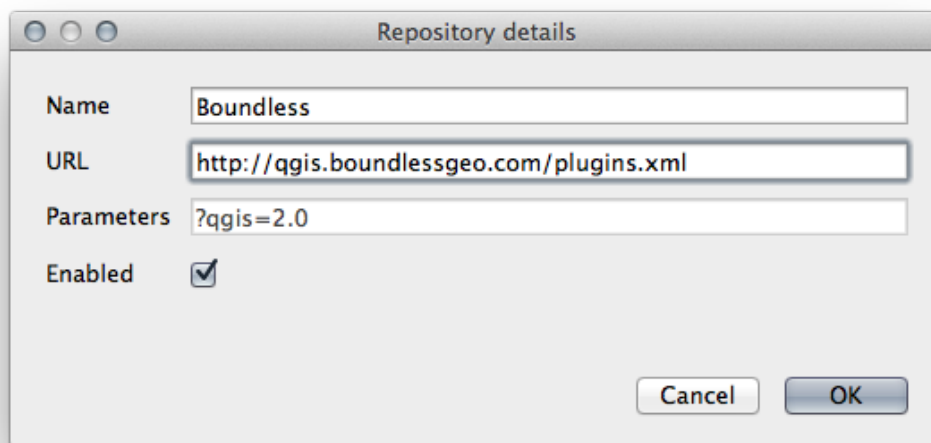 Repository details
Name Boundless
URL http://qgis.boundlessgeo.com/plugins.xml
Parameters ?qgis=2.0
Enabled
Cancel OK